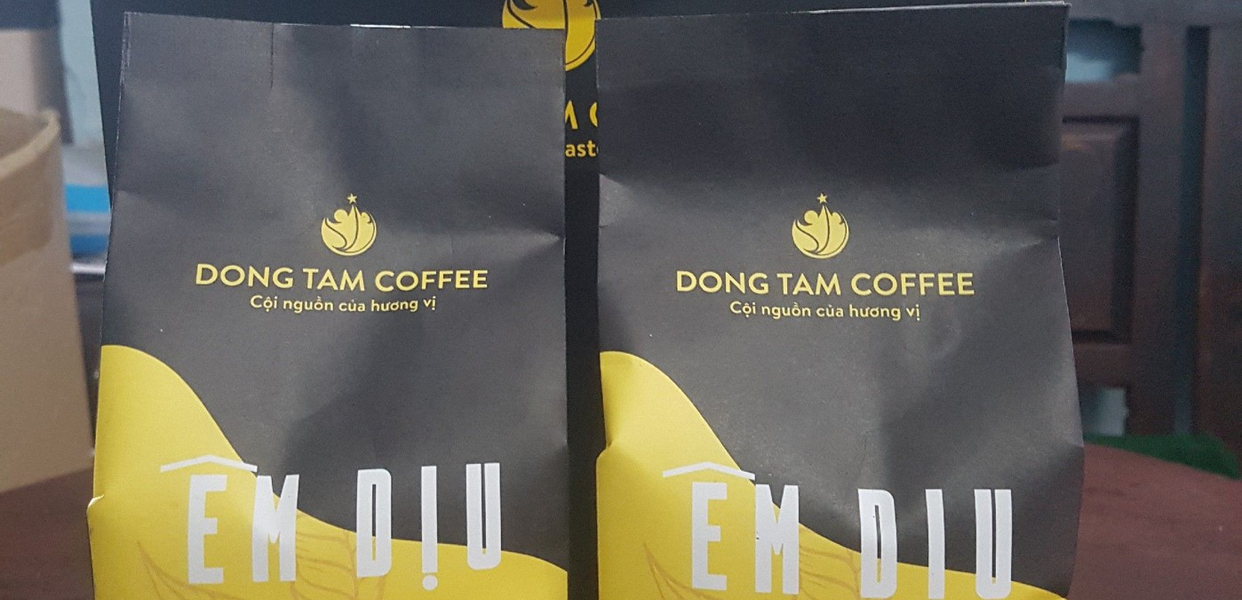 DONG TAM COFFEE
Cội nguồn của hương vị
ÊM DỊU
DONG TAM COFFEE
Cội nguồn của hương vị
ÊM DIU